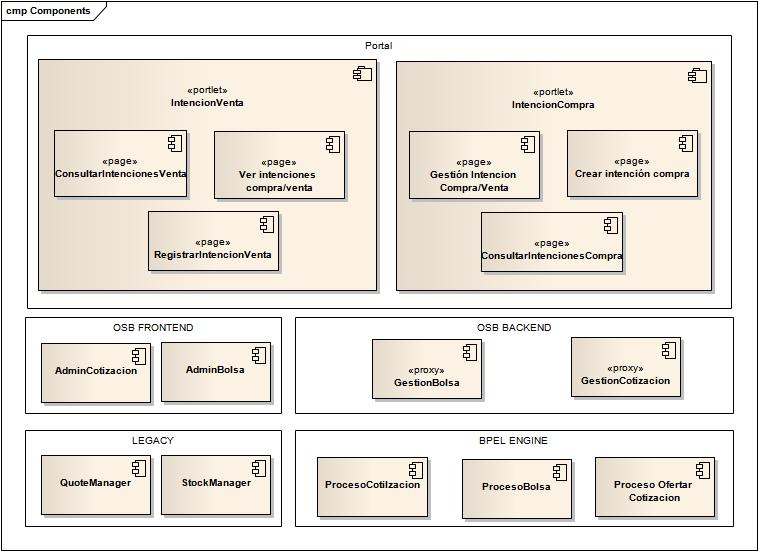 cmp Components
Portal
«portlet»
IntencionVenta
«page»
ConsultarIntencionesVenta
«page»
Ver intenciones
compra/venta
«page»
RegistrarIntencionVenta
«portlet»
IntencionCompra
«page»
Gestión Intencion
Compra/Venta
«page»
Crear intención compra
«page»
ConsultarIntencionesCompra
OSB FRONTEND
AdminCotizacion
AdminBolsa
OSB BACKEND
«proxy»
GestionBolsa
«proxy»
GestionCotizacion
LEGACY
QuoteManager
StockManager
BPEL ENGINE
ProcesoCotilzacion
ProcesoBolsa
Proceso Ofertar
Cotizacion